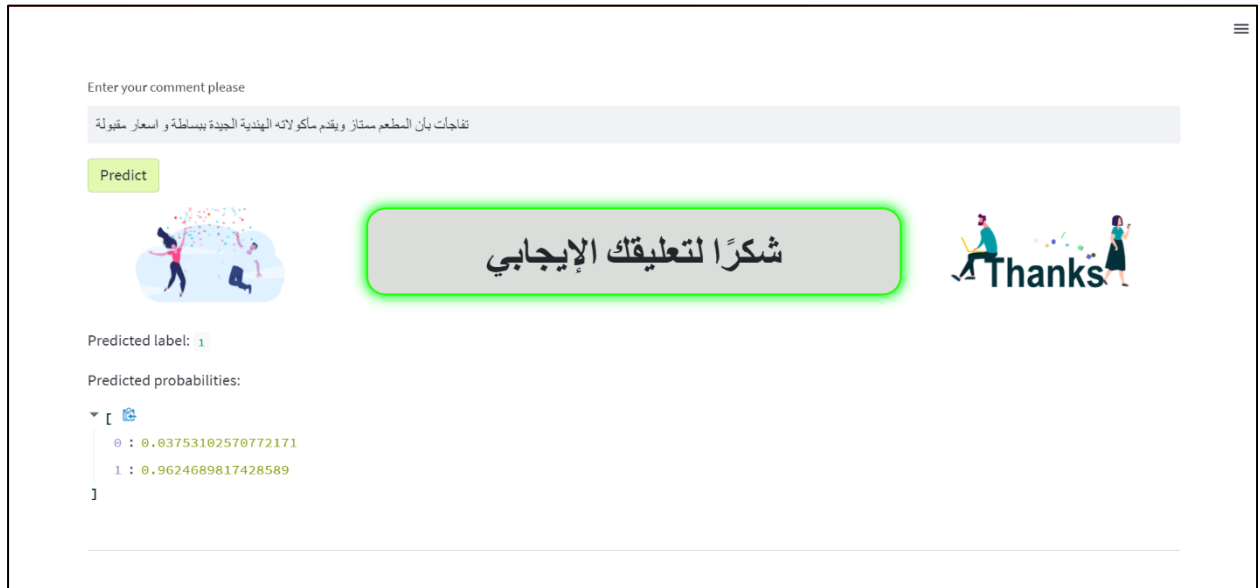 Enter your comment please
تفاجأت بأن المطعم ممتاز ويقدم مأكولاته الهندية الجيدة ببساطة و اسعار مقبولة
Predict
شكرًا لتعليقك الإيجابي
Thanks
Predicted label: 1
Predicted probabilities:
[
0 : 0.03753102570772171
1 : 0.9624689817428589
]